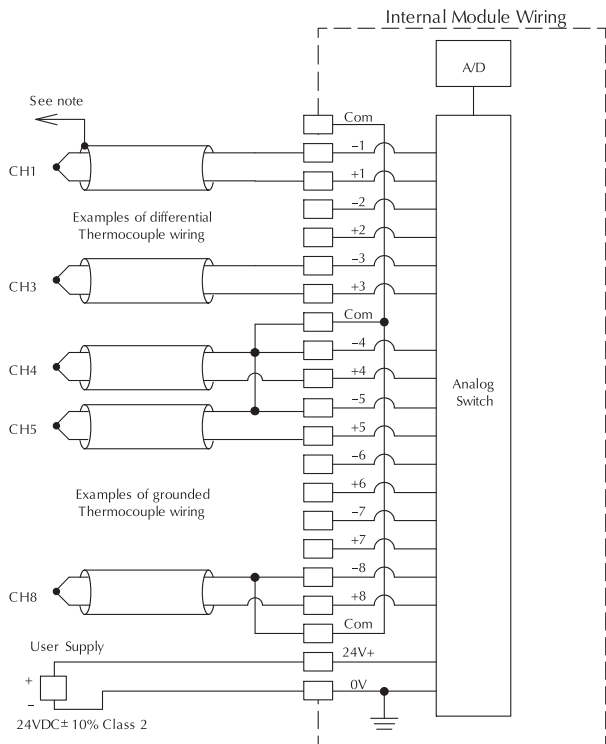 Internal Module Wiring
A/D
See note
Com
–1
CH1
+1
–2
Examples of differential
Thermocouple wiring
+2
–3
CH3
+3
Com
–4
CH4
+4
Analog
Switch
–5
CH5
+5
–6
Examples of grounded
Thermocouple wiring
+6
–7
+7
–8
CH8
+8
Com
User Supply
24V+
+
0V
–
24VDC± 10% Class 2